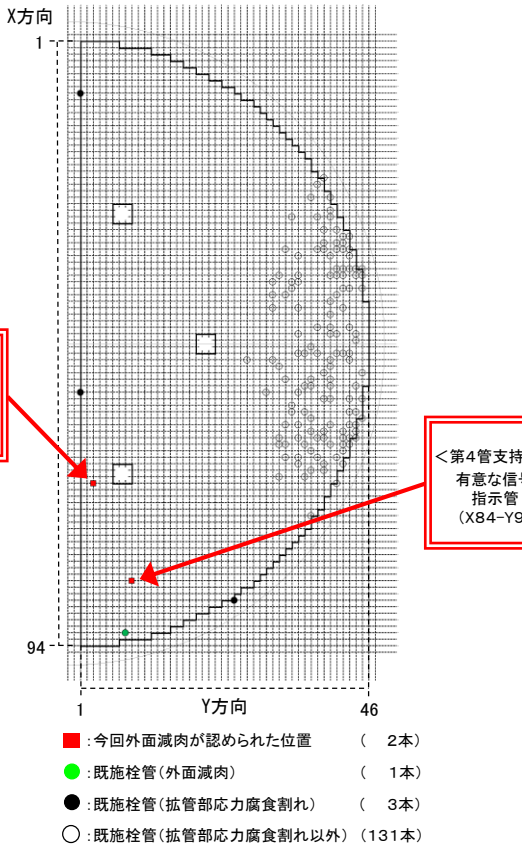 X方向
1
＜第4管支持
有意な信号
指示管
（X84−Y9
94
1
Y方向
46
：今回外面減肉が認められた位置 （ 2本）
：既施栓管（外面減肉） （ 1本）
：既施栓管（拡管部応力腐食割れ） （ 3本）
：既施栓管（拡管部応力腐食割れ以外）（131本）